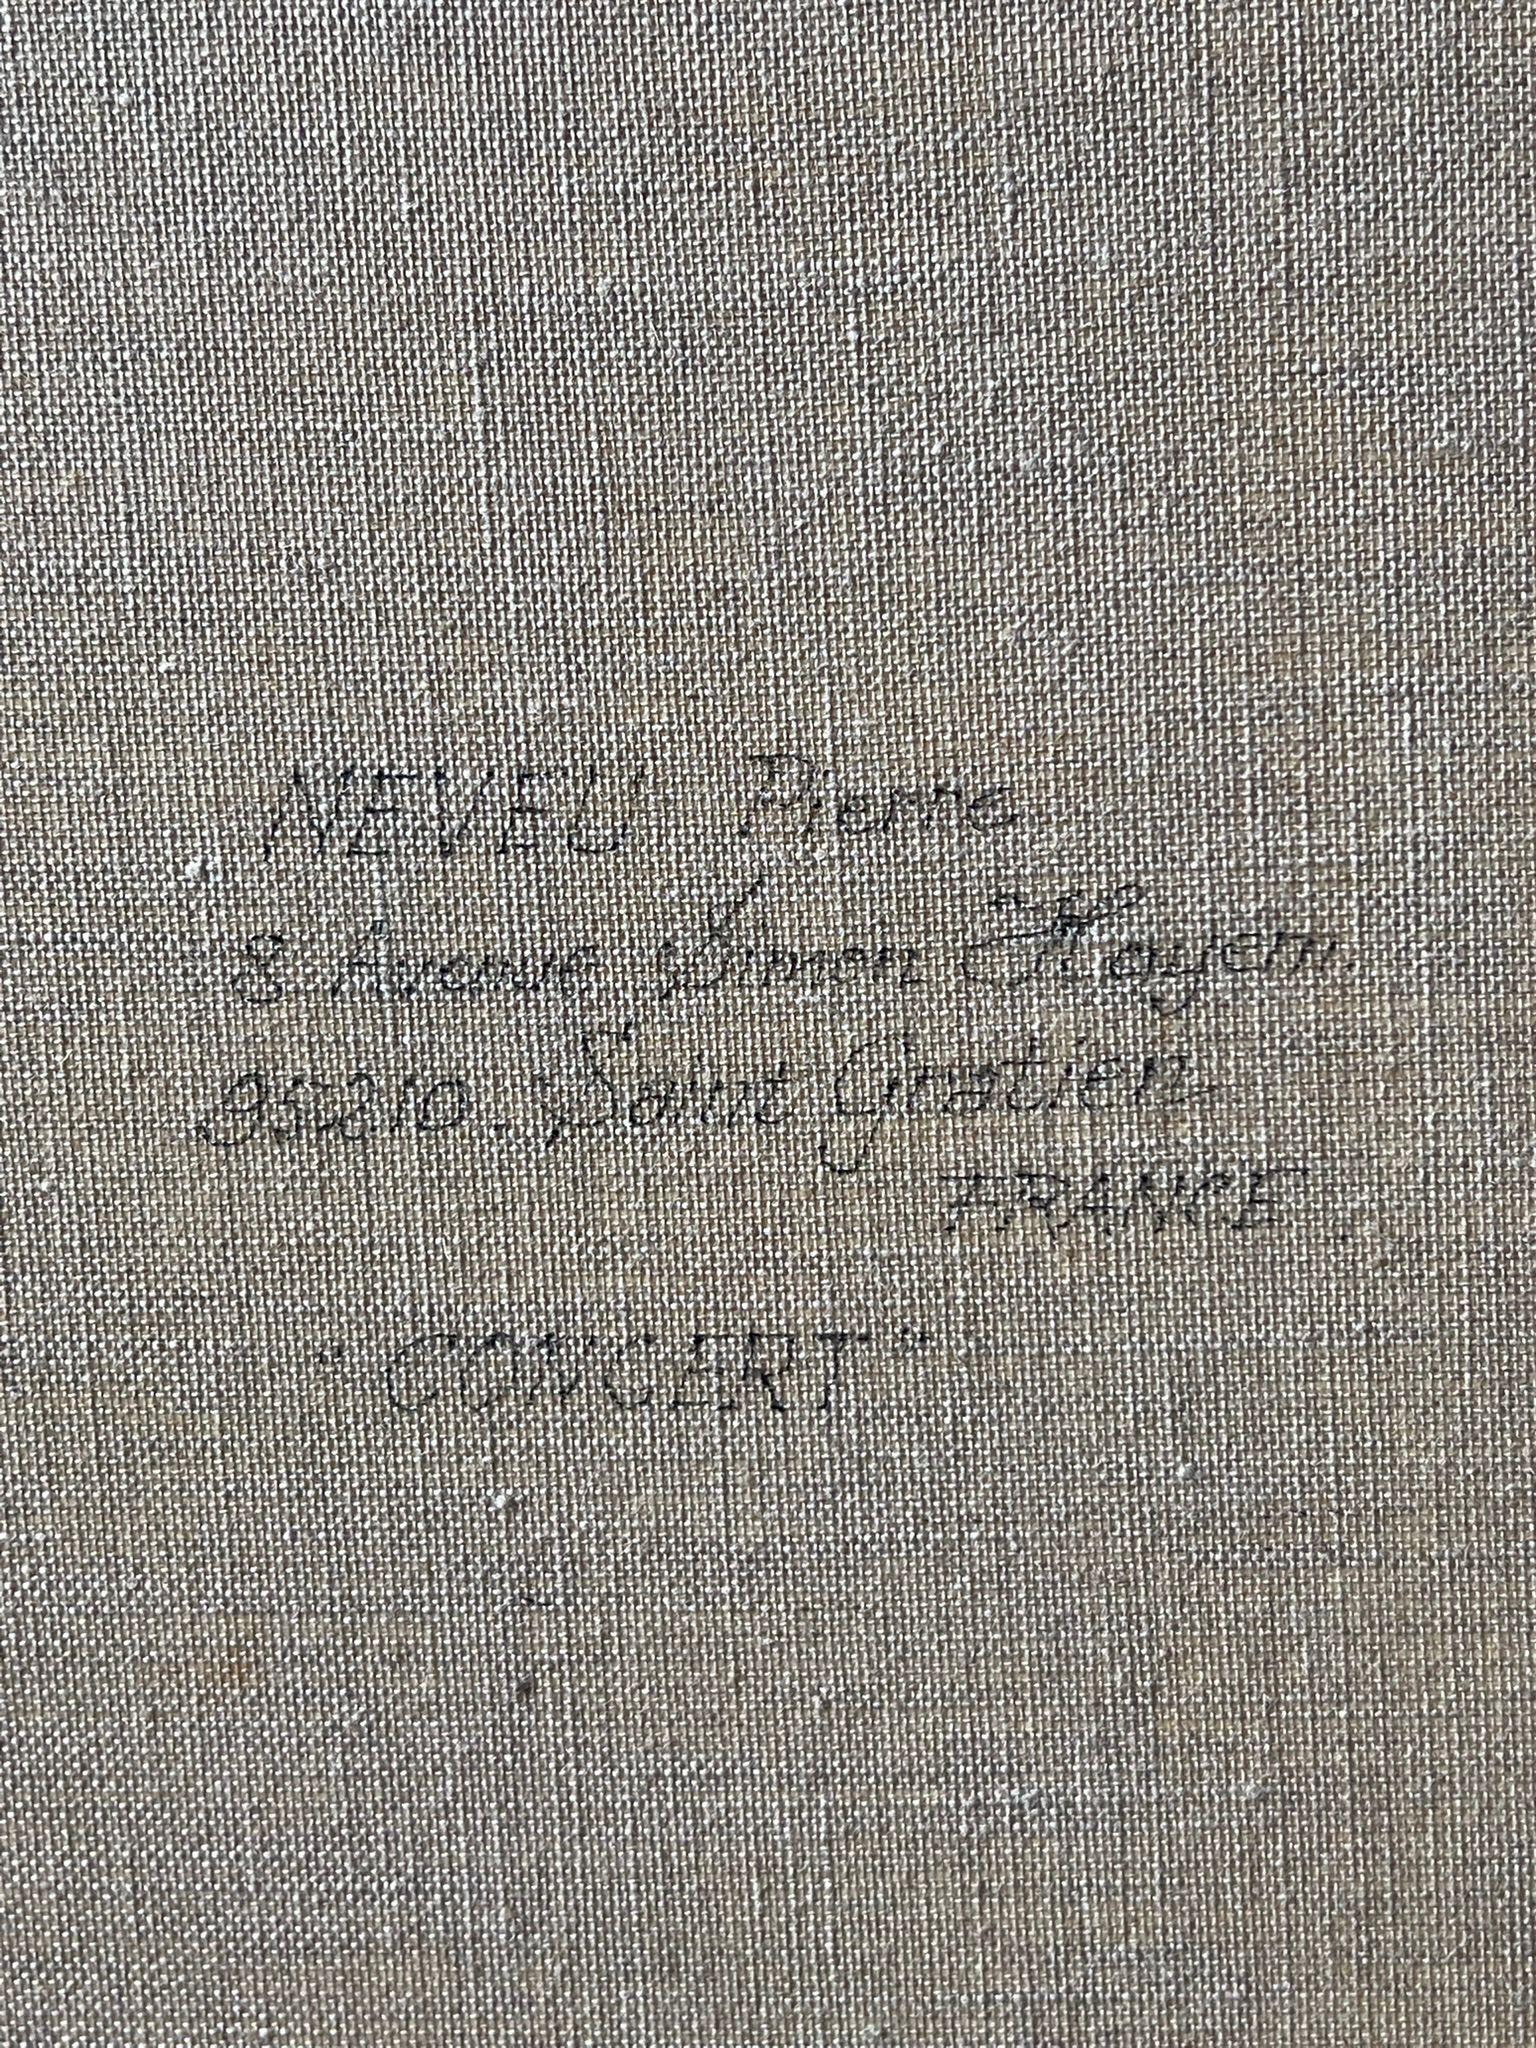 NEVEU Pierre
8 Avenue Simon Hayem.
95210. Saint Gratien
FRANCE.
"CONCERT"